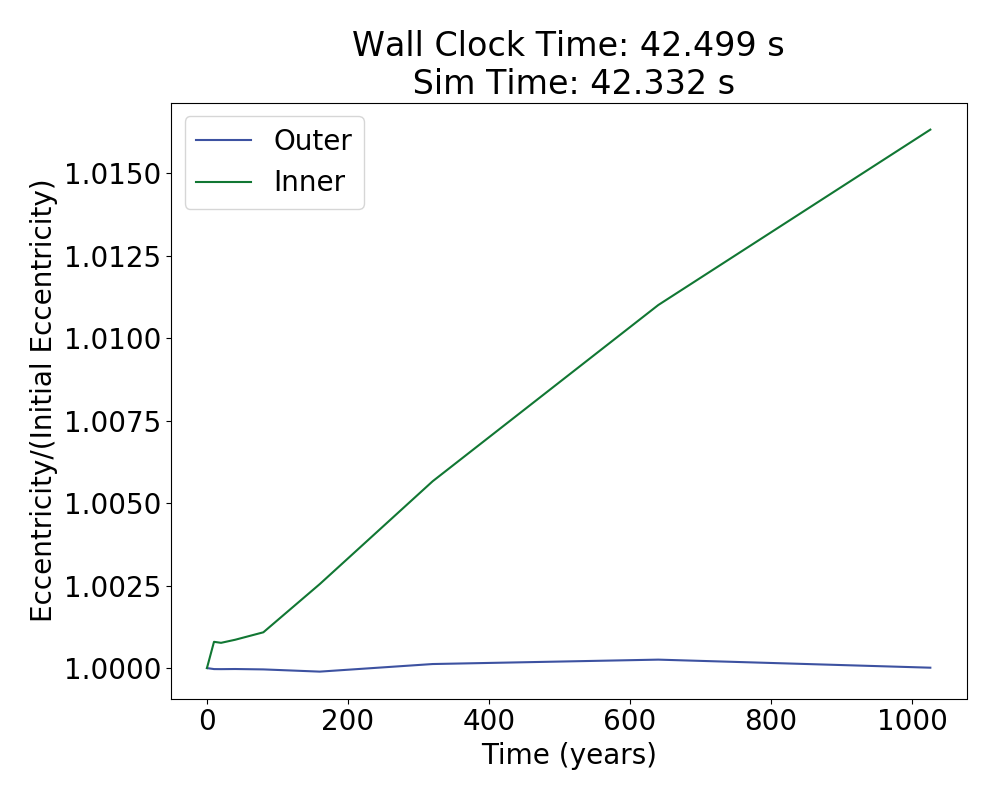 Wall Clock Time: 42.499 s
Sim Time: 42.332 s
Outer
Inner
Eccentricity/(Initial Eccentricity)
1.0150
1.0125
1.0100
1.0075
1.0050
1.0025
1.0000
0 200 400 600 800 1000
Time (years)